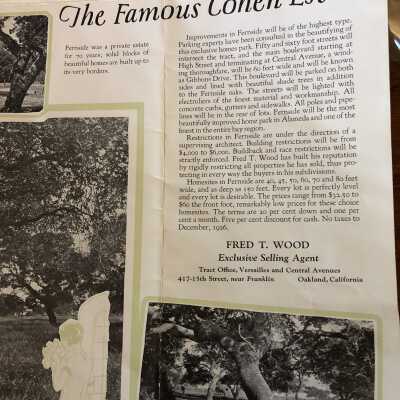 The Famous Cohen Est
Fernside was a private estate
for 70 years; solid blocks of
beautiful homes are built up to
its very borders.
Improvements in Fernside will be of the highest type.
Parking experts have been consulted in the beautifying of
this exclusive home park. Fifty and sixty foot streets will
intersect the tract, and the main boulevard, starting at
High Street and terminating at Central Avenue, a wind-
ing thoroughfare, will be 80 feet wide and will be known
as Gibbons Drive. This boulevard will be parked on both
sides and lined with beautiful shade trees in addition
to the Fernside oaks. The streets will be lighted with
electroliers of the finest material and workmanship. All
concrete curbs, gutters and sidewalks. All poles and pipe-
lines will be in the rear of lots. Fernside will be the most
beautifully improved home park in Alameda and one of the
finest in the entire bay region.
Restrictions in Fernside are under the direction of a
supervising architect. Building restrictions will be from
$4,000 to $6,000. Buildback and race restrictions will be
strictly enforced. Fred T. Wood has built his reputation
by rigidly restricting all properties he has sold, thus pro-
tecting in every way the buyers in his subdivisions.
Homesites in Fernside are 40, 45, 50, 60, 70 and 80 feet
wide, and as deep as 150 feet. Every lot is perfectly level
and every lot is desirable. The prices range from $32.50 to
$60 the front foot, remarkably low prices for these choice
homesites. The terms are 20 per cent down and one per
cent a month. Five per cent discount for cash. No taxes to
December, 1926.
FRED T. WOOD
Exclusive Selling Agent
Tract Office, Versailles and Central Avenues
417-15th Street, near Franklin. Oakland, California